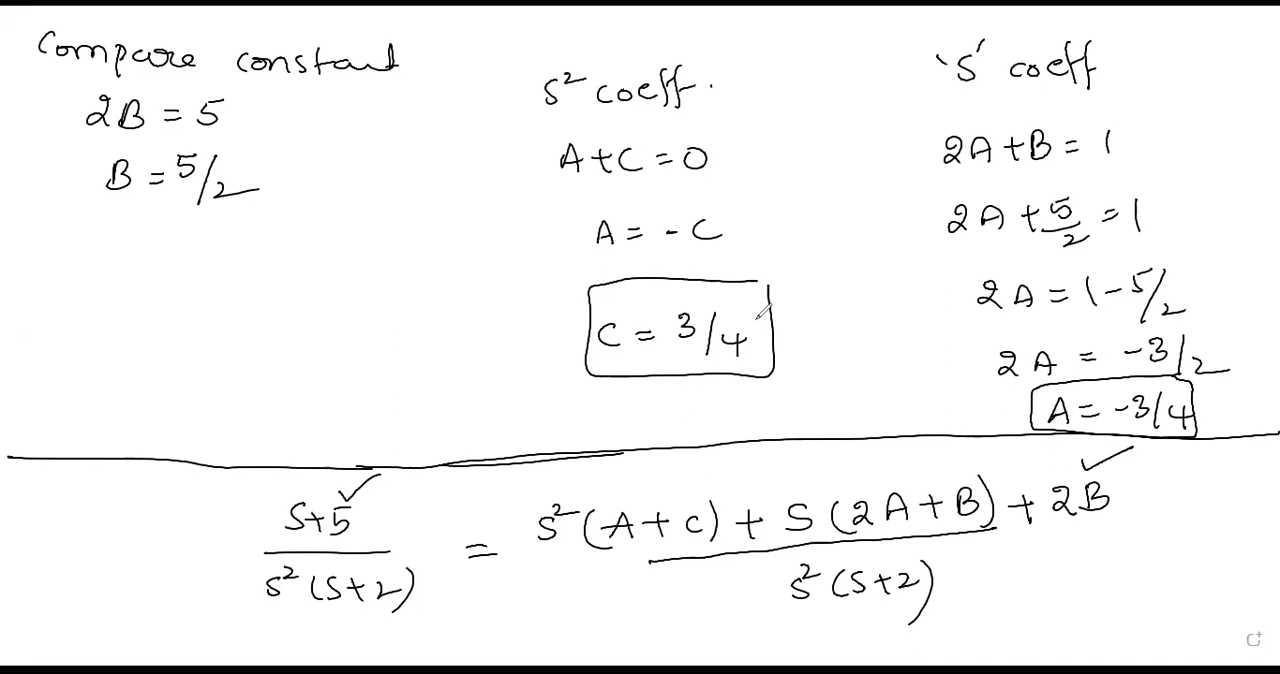 Compare constant
2B = 5
B = 5/2
S² coeff.
A+C = 0
A = - C
C = 3/4
'S' coeff
2A+B = 1
2A + 5/2 = 1
2A = 1 - 5/2
2A = -3/2
A = -3/4
S+5 / S²(S+2) = S²(A+C) + S(2A+B) + 2B / S²(S+2)